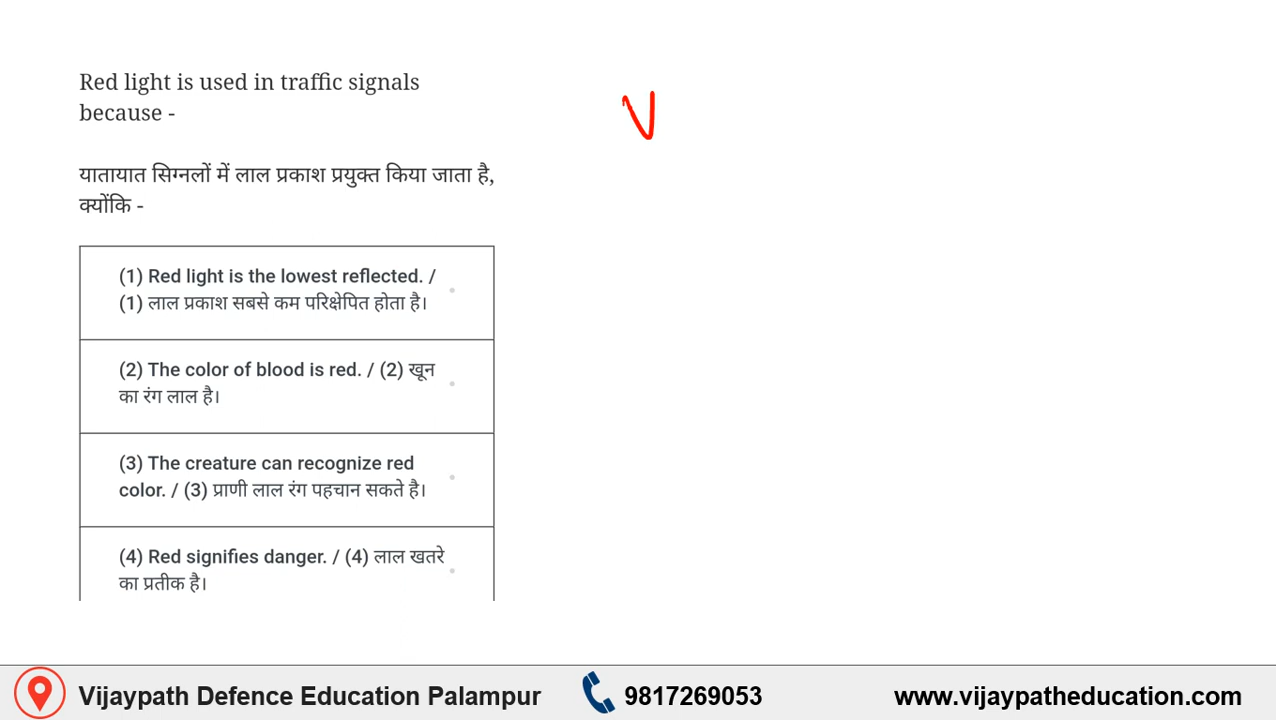 Red light is used in traffic signals
because -
यातायात सिग्नलों में लाल प्रकाश प्रयुक्त किया जाता है,
क्योंकि -
V
(1) Red light is the lowest reflected. /
(1) लाल प्रकाश सबसे कम परिक्षेपित होता है।
(2) The color of blood is red. / (2) खून
का रंग लाल है।
(3) The creature can recognize red
color. / (3) प्राणी लाल रंग पहचान सकते है।
(4) Red signifies danger. / (4) लाल खतरे
का प्रतीक है।
Vijaypath Defence Education Palampur 9817269053 www.vijaypatheducation.com